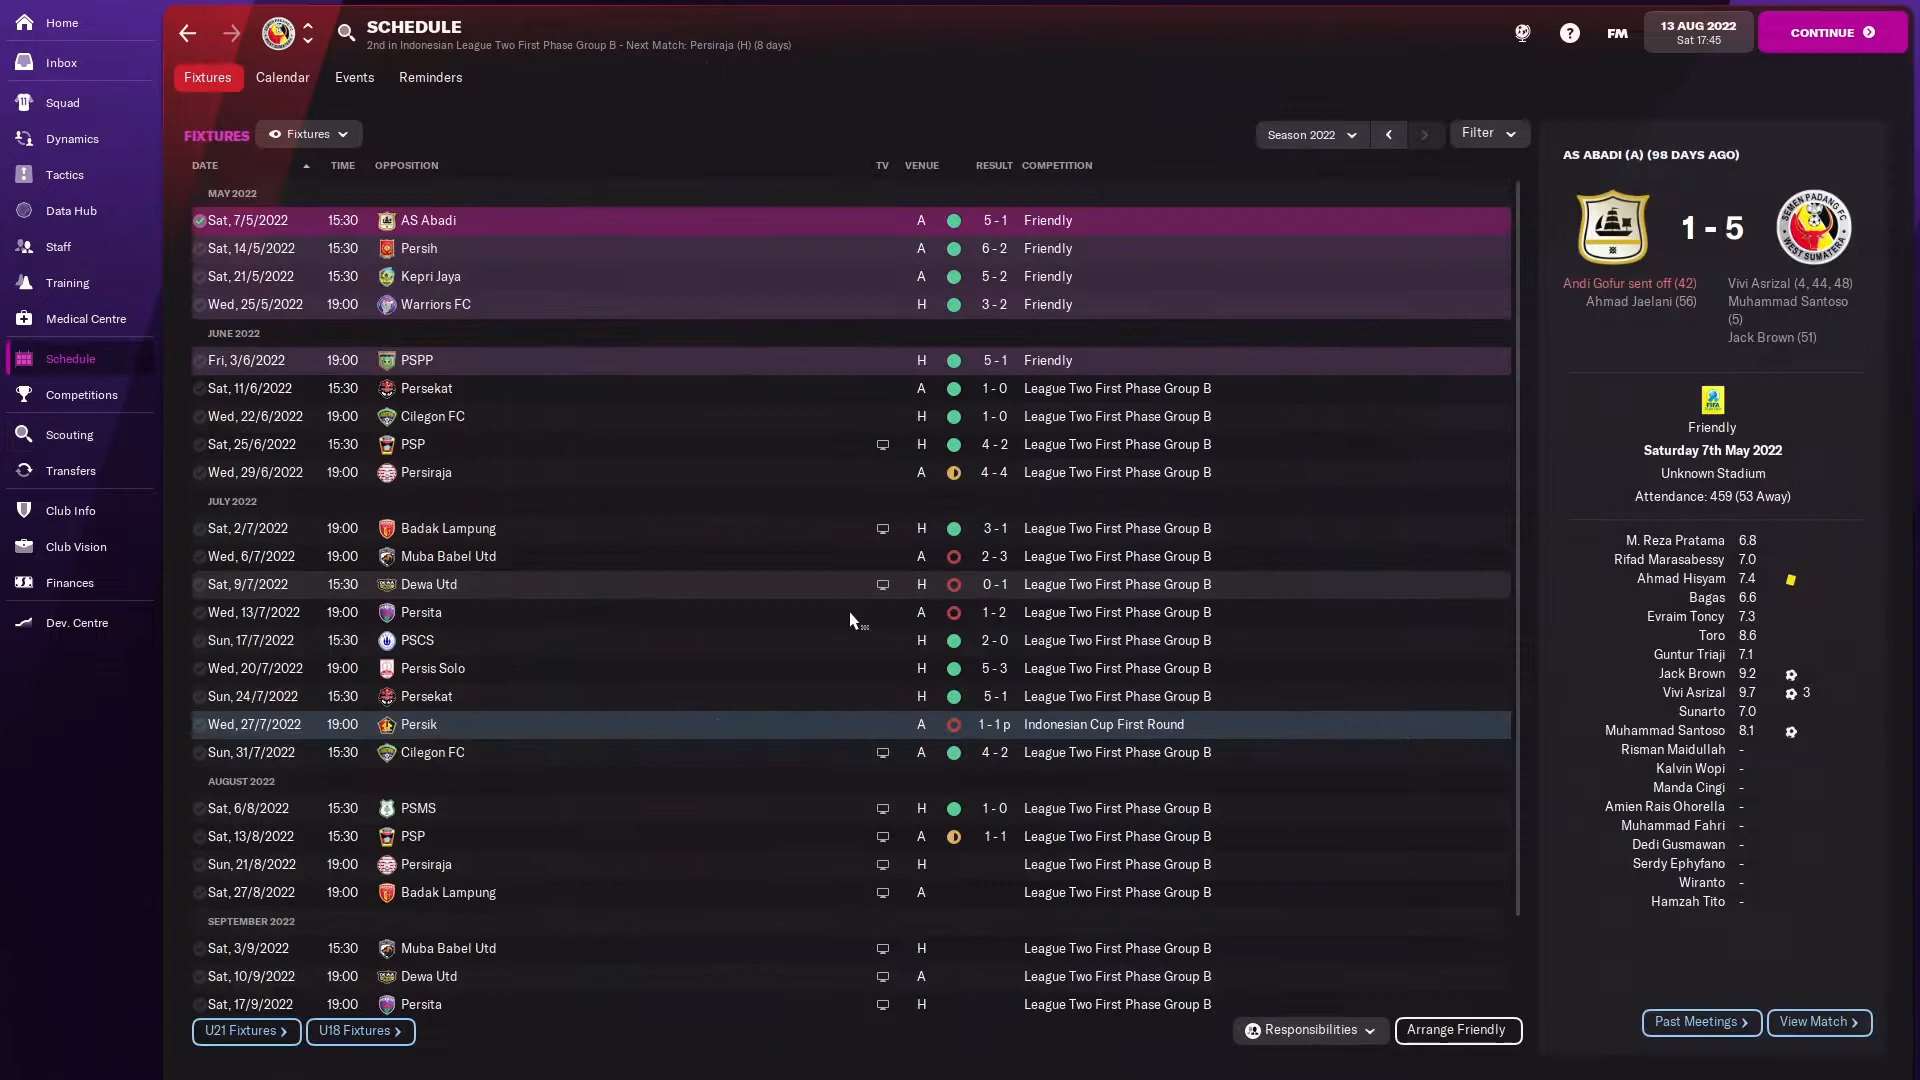 Home
Inbox
Squad
Dynamics
Tactics
Data Hub
Staff
Training
Medical Centre
Schedule
Competitions
Scouting
Transfers
Club Info
Club Vision
Finances
Dev. Centre
SCHEDULE
2nd in Indonesian League Two First Phase Group B - Next Match: Persiraja (H) (8 days)
FM
13 AUG 2022
Sat 17:45
CONTINUE
Fixtures Calendar Events Reminders
FIXTURES Fixtures Season 2022 Filter
DATE TIME OPPOSITION TV VENUE RESULT COMPETITION
MAY 2022
Sat, 7/5/2022 15:30 AS Abadi A 5 - 1 Friendly
Sat, 14/5/2022 15:30 Persih A 6 - 2 Friendly
Sat, 21/5/2022 15:30 Kepri Jaya A 5 - 2 Friendly
Wed, 25/5/2022 19:00 Warriors FC H 3 - 2 Friendly
JUNE 2022
Fri, 3/6/2022 19:00 PSPP H 5 - 1 Friendly
Sat, 11/6/2022 15:30 Persekat A 1 - 0 League Two First Phase Group B
Wed, 22/6/2022 19:00 Cilegon FC H 1 - 0 League Two First Phase Group B
Sat, 25/6/2022 15:30 PSP H 4 - 2 League Two First Phase Group B
Wed, 29/6/2022 19:00 Persiraja A 4 - 4 League Two First Phase Group B
JULY 2022
Sat, 2/7/2022 19:00 Badak Lampung H 3 - 1 League Two First Phase Group B
Wed, 6/7/2022 19:00 Muba Babel Utd A 2 - 3 League Two First Phase Group B
Sat, 9/7/2022 15:30 Dewa Utd H 0 - 1 League Two First Phase Group B
Wed, 13/7/2022 19:00 Persita A 1 - 2 League Two First Phase Group B
Sun, 17/7/2022 15:30 PSCS H 2 - 0 League Two First Phase Group B
Wed, 20/7/2022 19:00 Persis Solo H 5 - 3 League Two First Phase Group B
Sun, 24/7/2022 15:30 Persekat H 5 - 1 League Two First Phase Group B
Wed, 27/7/2022 19:00 Persik A 1 - 1 p Indonesian Cup First Round
Sun, 31/7/2022 15:30 Cilegon FC A 4 - 2 League Two First Phase Group B
AUGUST 2022
Sat, 6/8/2022 15:30 PSMS H 1 - 0 League Two First Phase Group B
Sat, 13/8/2022 15:30 PSP A 1 - 1 League Two First Phase Group B
Sun, 21/8/2022 19:00 Persiraja H League Two First Phase Group B
Sat, 27/8/2022 19:00 Badak Lampung A League Two First Phase Group B
SEPTEMBER 2022
Sat, 3/9/2022 15:30 Muba Babel Utd H League Two First Phase Group B
Sat, 10/9/2022 19:00 Dewa Utd A League Two First Phase Group B
Sat, 17/9/2022 19:00 Persita H League Two First Phase Group B
U21 Fixtures U18 Fixtures Responsibilities Arrange Friendly
AS ABADI (A) (98 DAYS AGO)
1 - 5
SEMEN PADANG FC
WEST SUMATERA
Andi Gofur sent off (42)
Ahmad Jaelani (56)
Vivi Asrizal (4, 44, 48)
Muhammad Santoso
(5)
Jack Brown (51)
FIFA
Friendly
Saturday 7th May 2022
Unknown Stadium
Attendance: 459 (53 Away)
M. Reza Pratama 6.8
Rifad Marasabessy 7.0
Ahmad Hisyam 7.4
Bagas 6.6
Evraim Toncy 7.3
Toro 8.6
Guntur Triaji 7.1
Jack Brown 9.2
Vivi Asrizal 9.7 3
Sunarto 7.0
Muhammad Santoso 8.1
Risman Maidullah -
Kalvin Wopi -
Manda Cingi -
Amien Rais Ohorella -
Muhammad Fahri -
Dedi Gusmawan -
Serdy Ephyfano -
Wiranto -
Hamzah Tito -
Past Meetings View Match